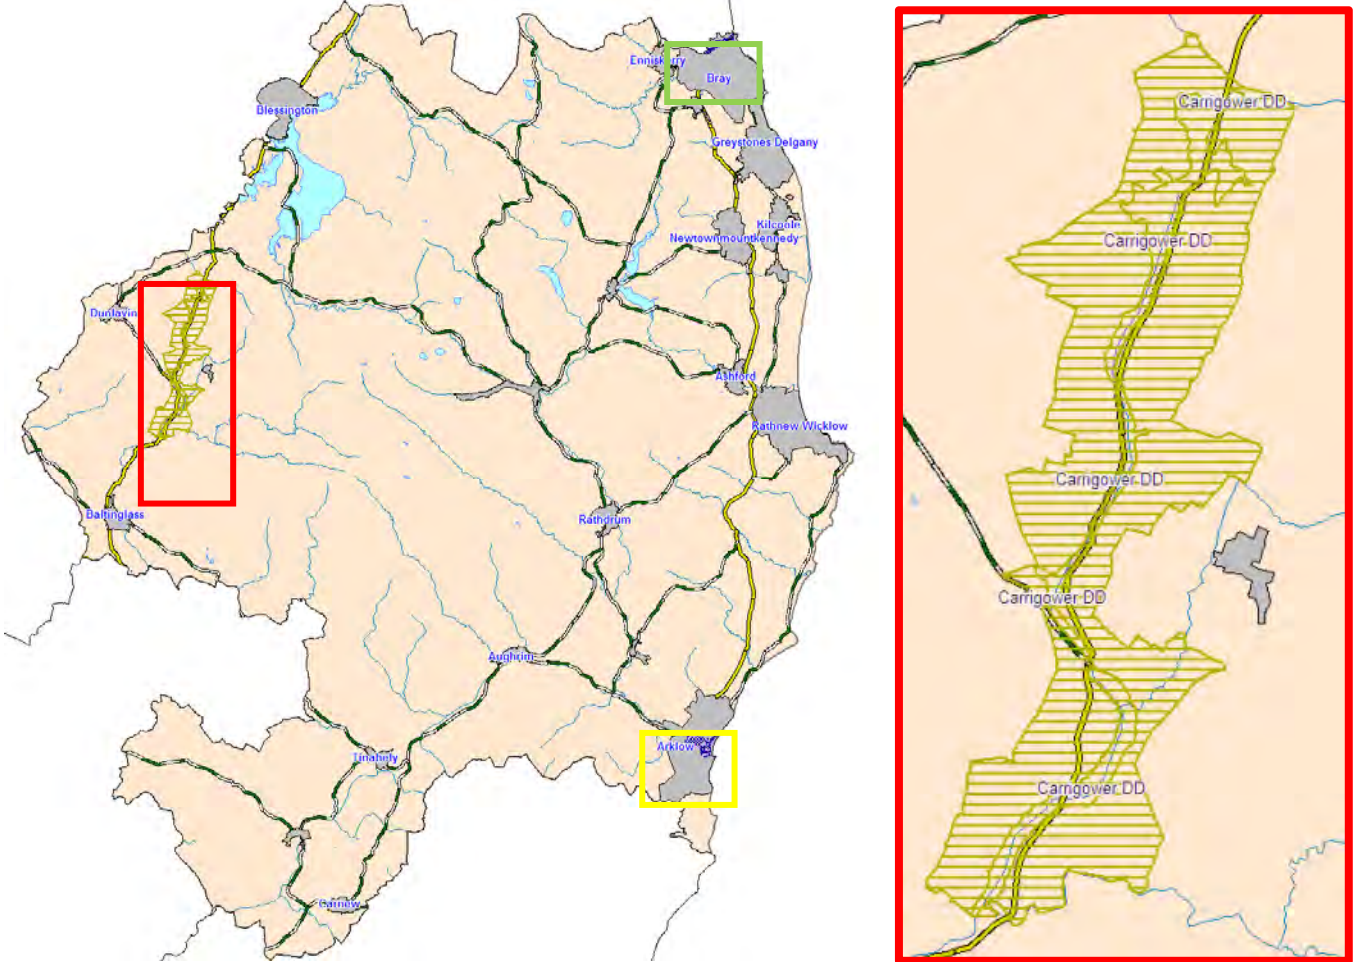 Enniskerry
Bray
Blessington
Greystones Delgany
Kilcoole
Newtownmountkennedy
Dunlavin
Ashford
Rathnew Wicklow
Baltinglass
Rathdrum
Aughrim
Arklow
Tinahely
Carnew
Carrigower DD
Carrigower DD
Carrigower DD
Carrigower DD
Carrigower DD